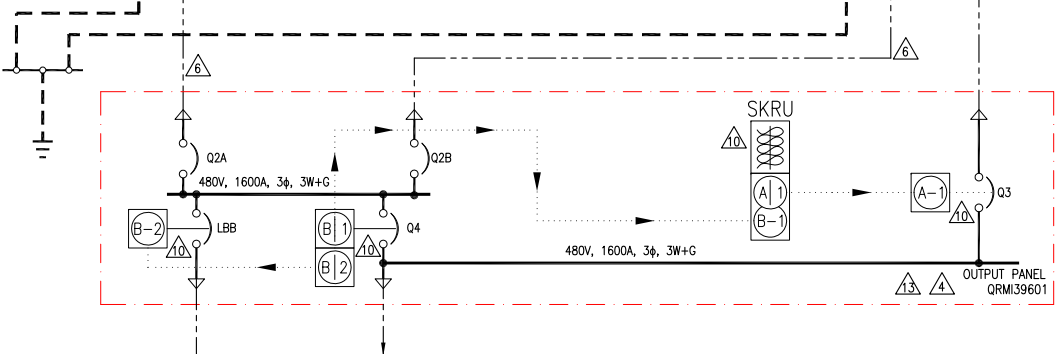 6
6
SKRU
10
Q2A
Q2B
480V, 1600A, 3ϕ, 3W+G
A 1
A-1
Q3
B-2
LBB
B 1
Q4
B-1
10
10
10
B 2
480V, 1600A, 3ϕ, 3W+G
13
4
OUTPUT PANEL
QRMI39601